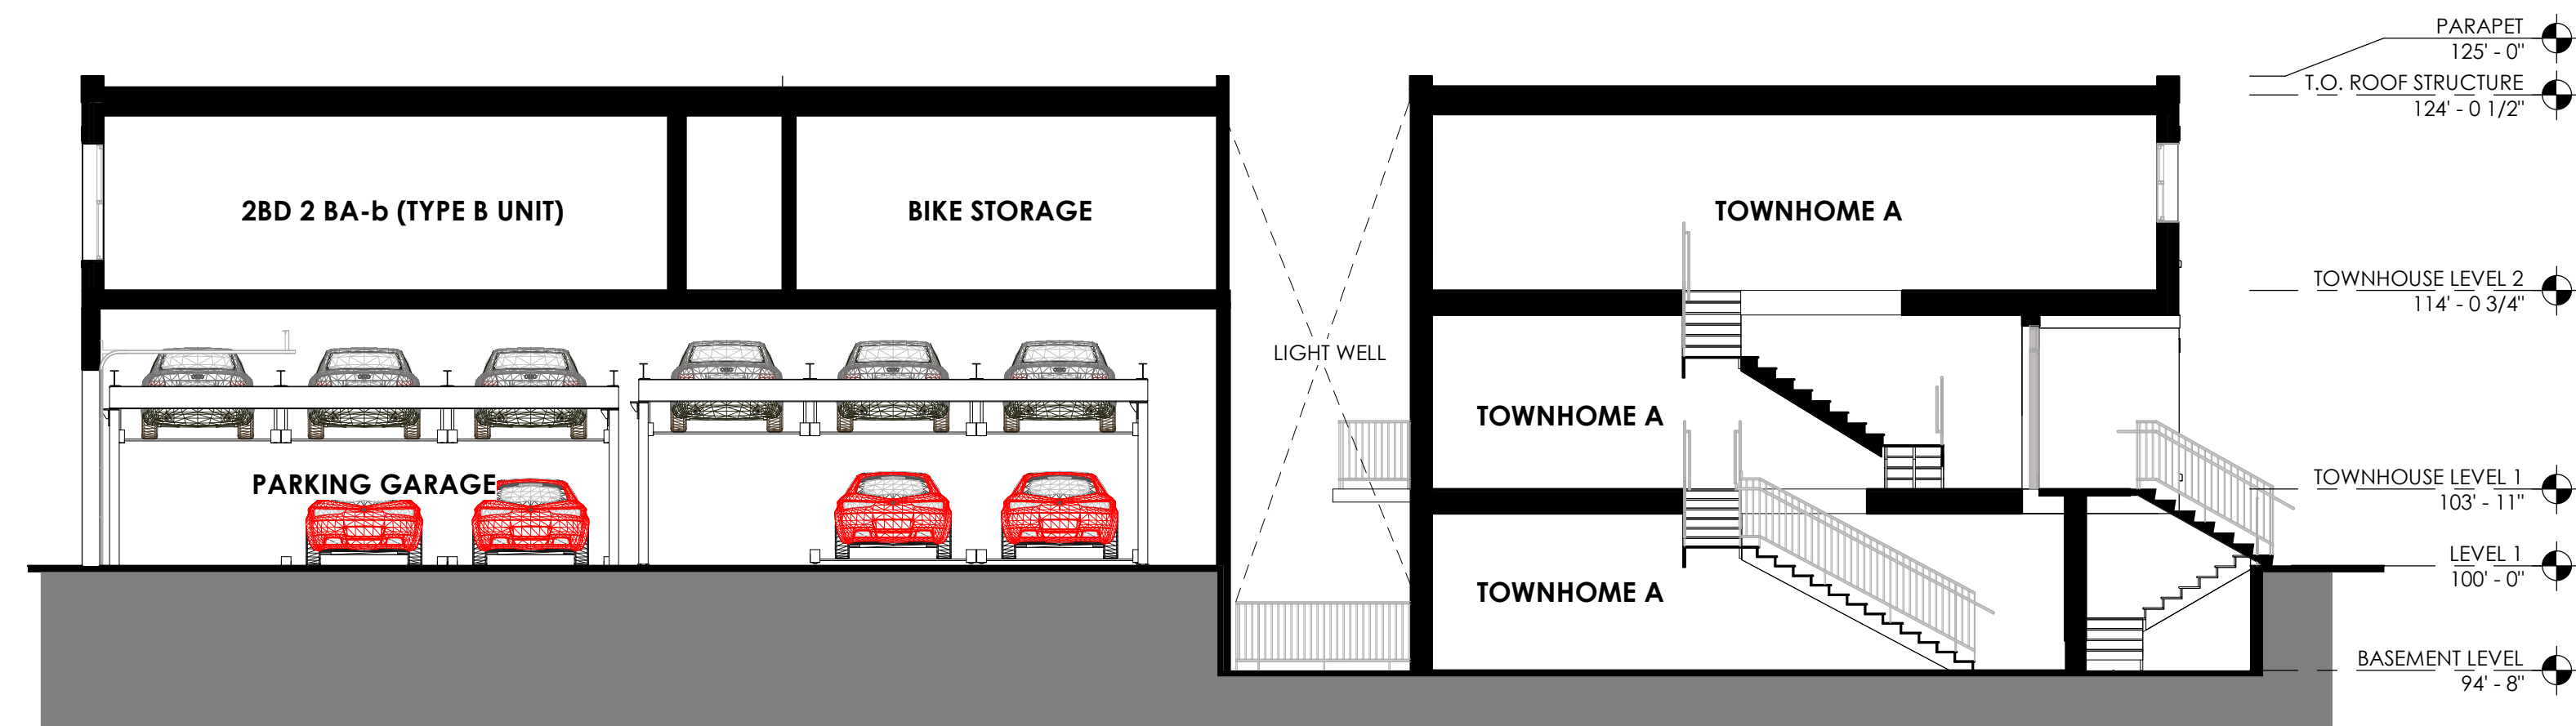 PARAPET
125' - 0"
T.O. ROOF STRUCTURE
124' - 0 1/2"
2BD 2 BA-b (TYPE B UNIT)
BIKE STORAGE
TOWNHOME A
TOWNHOUSE LEVEL 2
114' - 0 3/4"
LIGHT WELL
TOWNHOME A
PARKING GARAGE
TOWNHOUSE LEVEL 1
103' - 11"
LEVEL 1
100' - 0"
TOWNHOME A
BASEMENT LEVEL
94' - 8"